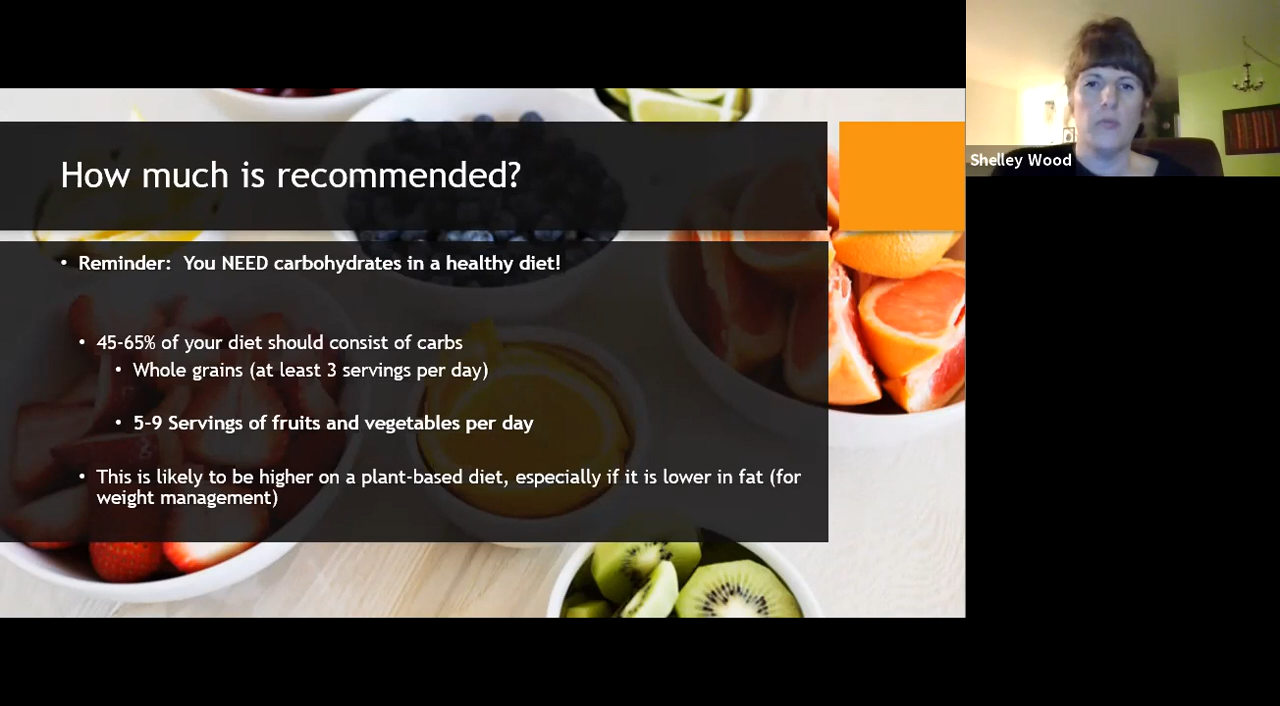 How much is recommended?
• Reminder:  You NEED carbohydrates in a healthy diet!
• 45-65% of your diet should consist of carbs
• Whole grains (at least 3 servings per day)
• 5-9 Servings of fruits and vegetables per day
• This is likely to be higher on a plant-based diet, especially if it is lower in fat (for
weight management)
Shelley Wood